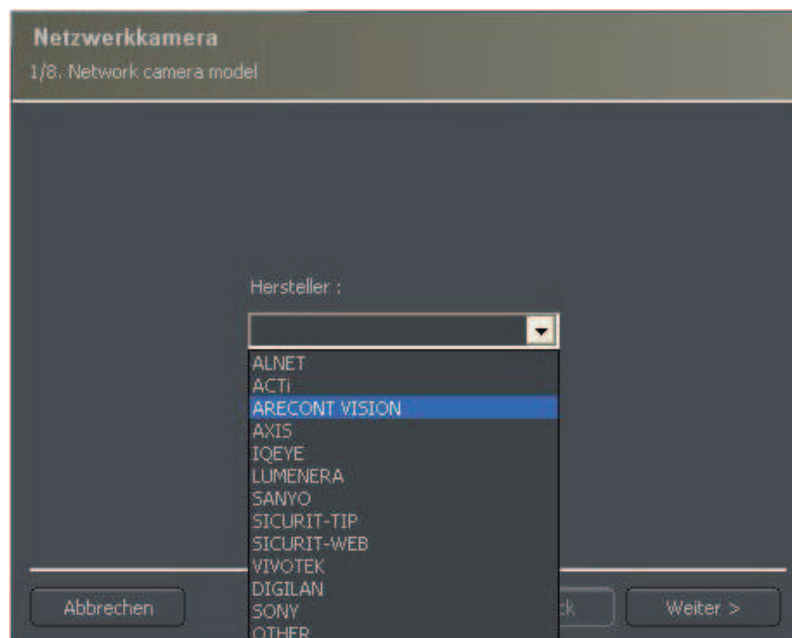 Netzwerkkamera
1/8. Network camera model
Hersteller :
ALNET
ACTi
ARECONT VISION
AXIS
IQEYE
LUMENERA
SANYO
SICURIT-TIP
SICURIT-WEB
VIVOTEK
DIGILAN
SONY
OTHER
Abbrechen
Weiter >